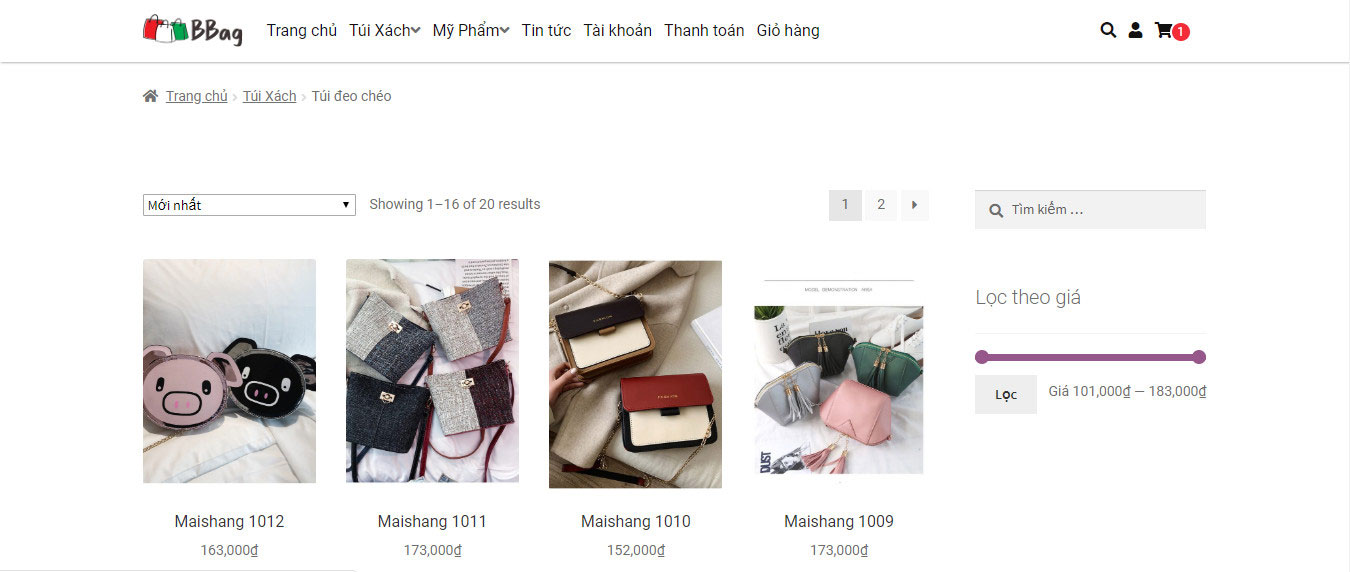 BBag Trang chủ Túi Xách Mỹ Phẩm Tin tức Tài khoản Thanh toán Giỏ hàng 1
Trang chủ › Túi Xách › Túi đeo chéo
Mới nhất Showing 1–16 of 20 results 1 2
Tìm kiếm …
Lọc theo giá
Lọc Giá 101,000₫ — 183,000₫
MODEL DEMONSTRATION
DUST
Maishang 1012 Maishang 1011 Maishang 1010 Maishang 1009
163,000₫ 173,000₫ 152,000₫ 173,000₫